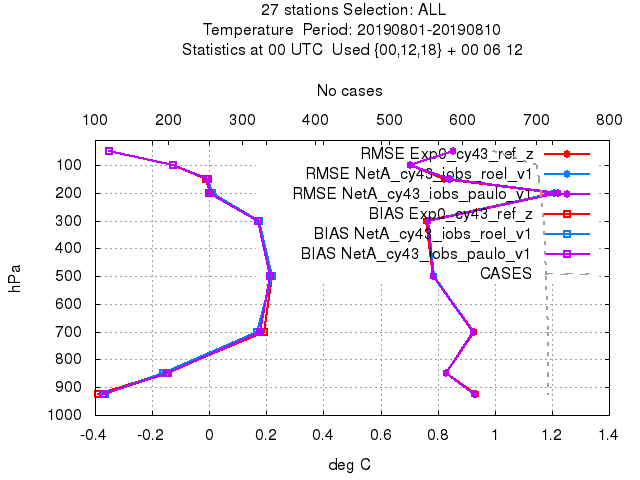 27 stations Selection: ALL
Temperature Period: 20190801-20190810
Statistics at 00 UTC Used {00,12,18} + 00 06 12
No cases
100 200 300 400 500 600 700 800
RMSE Exp0_cy43_ref_z
RMSE NetA_cy43_iobs_roel_v1
RMSE NetA_cy43_iobs_paulo_v1
BIAS Exp0_cy43_ref_z
BIAS NetA_cy43_iobs_roel_v1
BIAS NetA_cy43_iobs_paulo_v1
CASES
hPa
100
200
300
400
500
600
700
800
900
1000
-0.4 -0.2 0 0.2 0.4 0.6 0.8 1 1.2 1.4
deg C